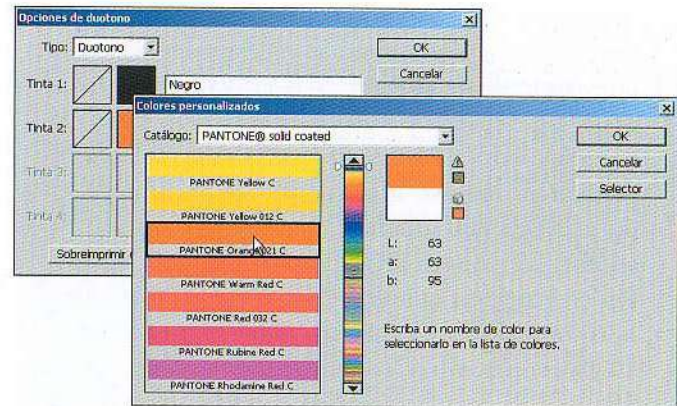 Opciones de duotono
Tipo: Duotono
OK
Cancelar
Tinta 1:
Negro
Tinta 2:
Tinta 3:
Tinta 4:
Sobreimprimir
Colores personalizados
Catálogo: PANTONE® solid coated
OK
Cancelar
Selector
PANTONE Yellow C
PANTONE Yellow 012 C
PANTONE Orange 021 C
PANTONE Warm Red C
PANTONE Red 032 C
PANTONE Rubine Red C
PANTONE Rhodamine Red C
L: 63
a: 63
b: 95
Escriba un nombre de color para
seleccionarlo en la lista de colores.